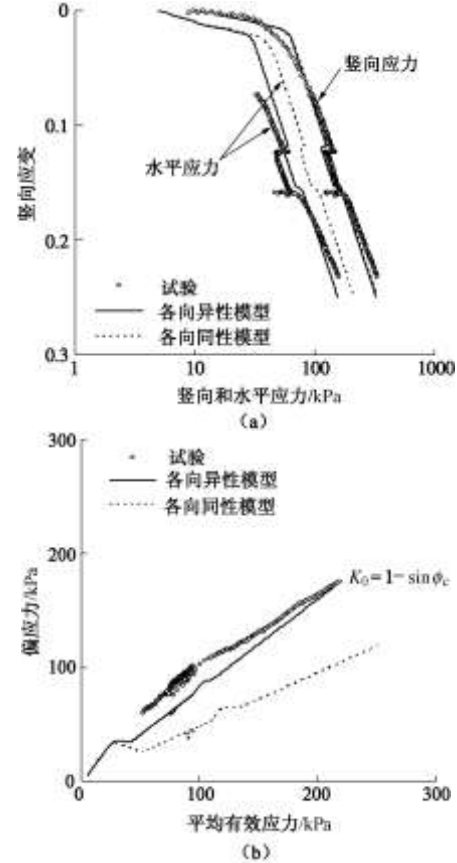 0
0.1
0.2
0.3
竖向应变
竖向应力
水平应力
试验
各向异性模型
各向同性模型
1
10
100
1000
竖向和水平应力/kPa
（a）
300
200
100
0
偏应力/kPa
试验
各向异性模型
各向同性模型
K₀=1−sinϕc
100
200
300
平均有效应力/kPa
（b）